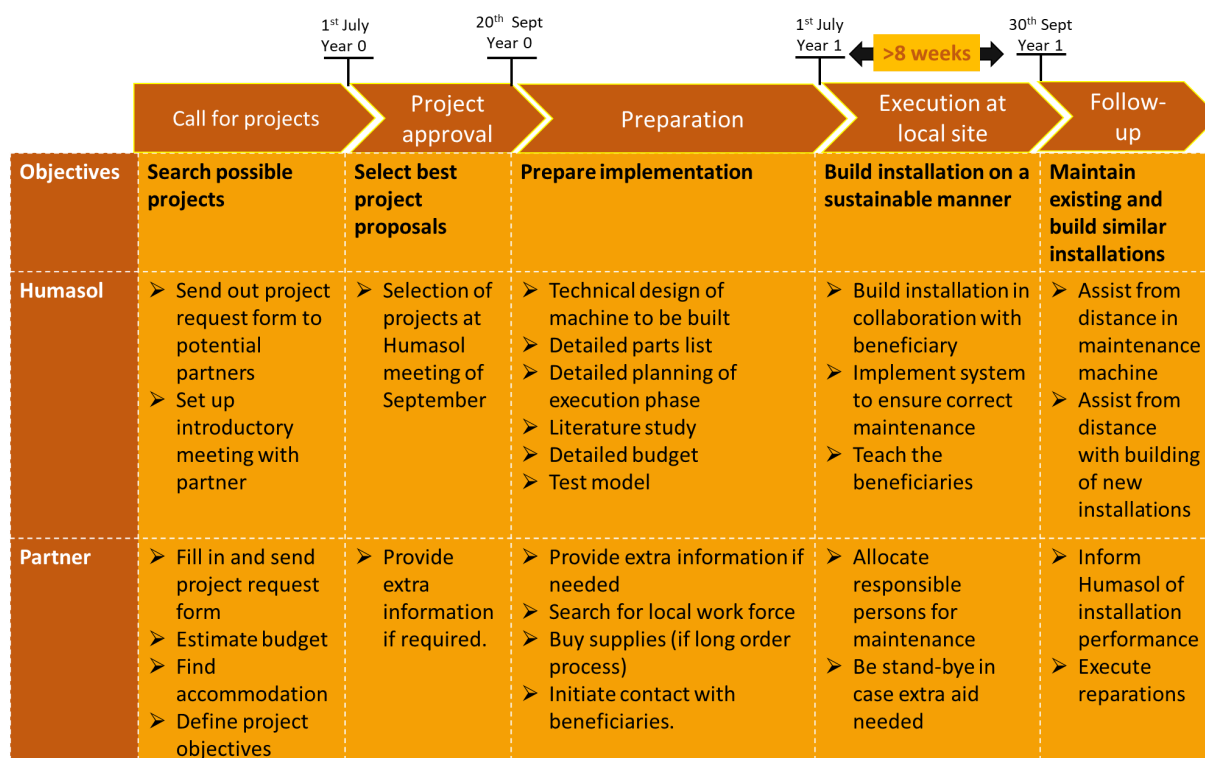 1st July
Year 0
20th Sept
Year 0
1st July
Year 1
>8 weeks
30th Sept
Year 1
Call for projects
Project
approval
Preparation
Execution at
local site
Follow-
up
Objectives
Search possible
projects
Select best
project
proposals
Prepare implementation
Build installation on a
sustainable manner
Maintain
existing and
build similar
installations
Humasol
➢ Send out project
request form to
potential
partners
➢ Set up
introductory
meeting with
partner
➢ Selection of
projects at
Humasol
meeting of
September
➢ Technical design of
machine to be built
➢ Detailed parts list
➢ Detailed planning of
execution phase
➢ Literature study
➢ Detailed budget
➢ Test model
➢ Build installation in
collaboration with
beneficiary
➢ Implement system
to ensure correct
maintenance
➢ Teach the
beneficiaries
➢ Assist from
distance in
maintenance
machine
➢ Assist from
distance
with building
of new
installations
Partner
➢ Fill in and send
project request
form
➢ Estimate budget
➢ Find
accommodation
➢ Define project
objectives
➢ Provide
extra
information
if required.
➢ Provide extra information if
needed
➢ Search for local work force
➢ Buy supplies (if long order
process)
➢ Initiate contact with
beneficiaries.
➢ Allocate
responsible
persons for
maintenance
➢ Be stand-bye in
case extra aid
needed
➢ Inform
Humasol of
installation
performance
➢ Execute
reparations